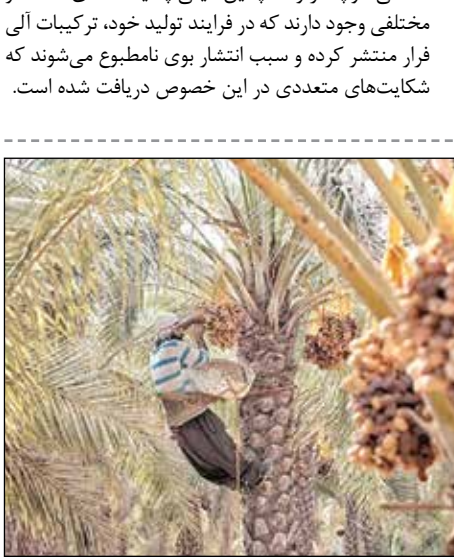 مختلفی وجود دارند که در فرایند تولید خود، ترکیبات آلی
فرار منتشر کرده و سبب انتشار بوی نامطبوع می‌شوند که
شکایت‌های متعددی در این خصوص دریافت شده است.